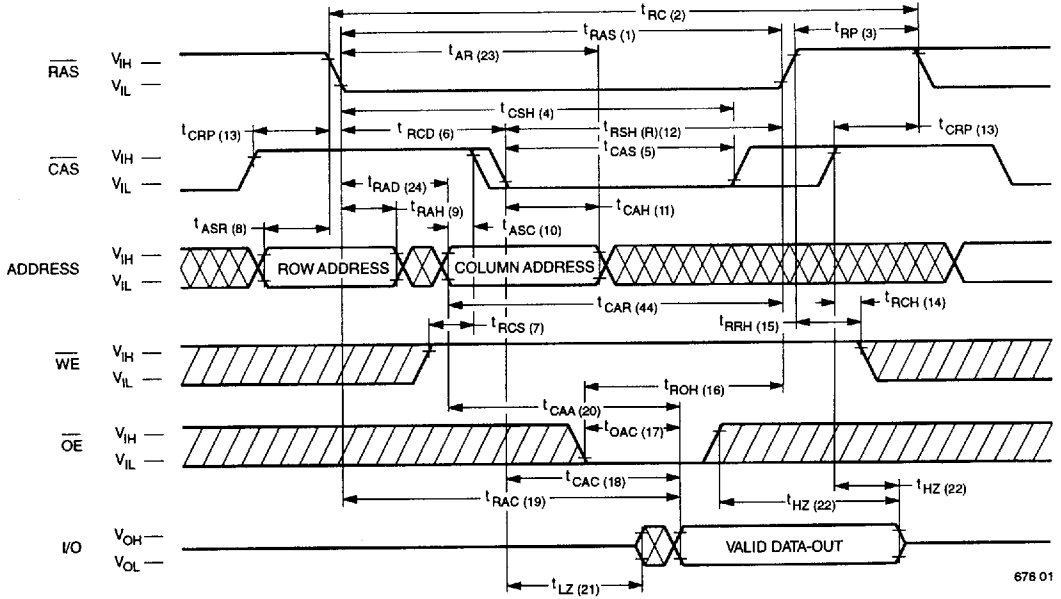 tRC (2)
tRAS (1)
tRP (3)
tAR (23)
RAS
VIH
VIL
tCSH (4)
tCRP (13)
tRCD (6)
tRSH (R)(12)
tCRP (13)
tCAS (5)
CAS
VIH
VIL
tRAD (24)
tRAH (9)
tCAH (11)
tASR (8)
tASC (10)
ADDRESS
VIH
VIL
ROW ADDRESS
COLUMN ADDRESS
tCAR (44)
tRCH (14)
tRCS (7)
tRRH (15)
WE
VIH
VIL
tROH (16)
tCAA (20)
tOAC (17)
OE
VIH
VIL
tCAC (18)
tHZ (22)
tRAC (19)
tHZ (22)
I/O
VOH
VOL
VALID DATA-OUT
tLZ (21)
676 01